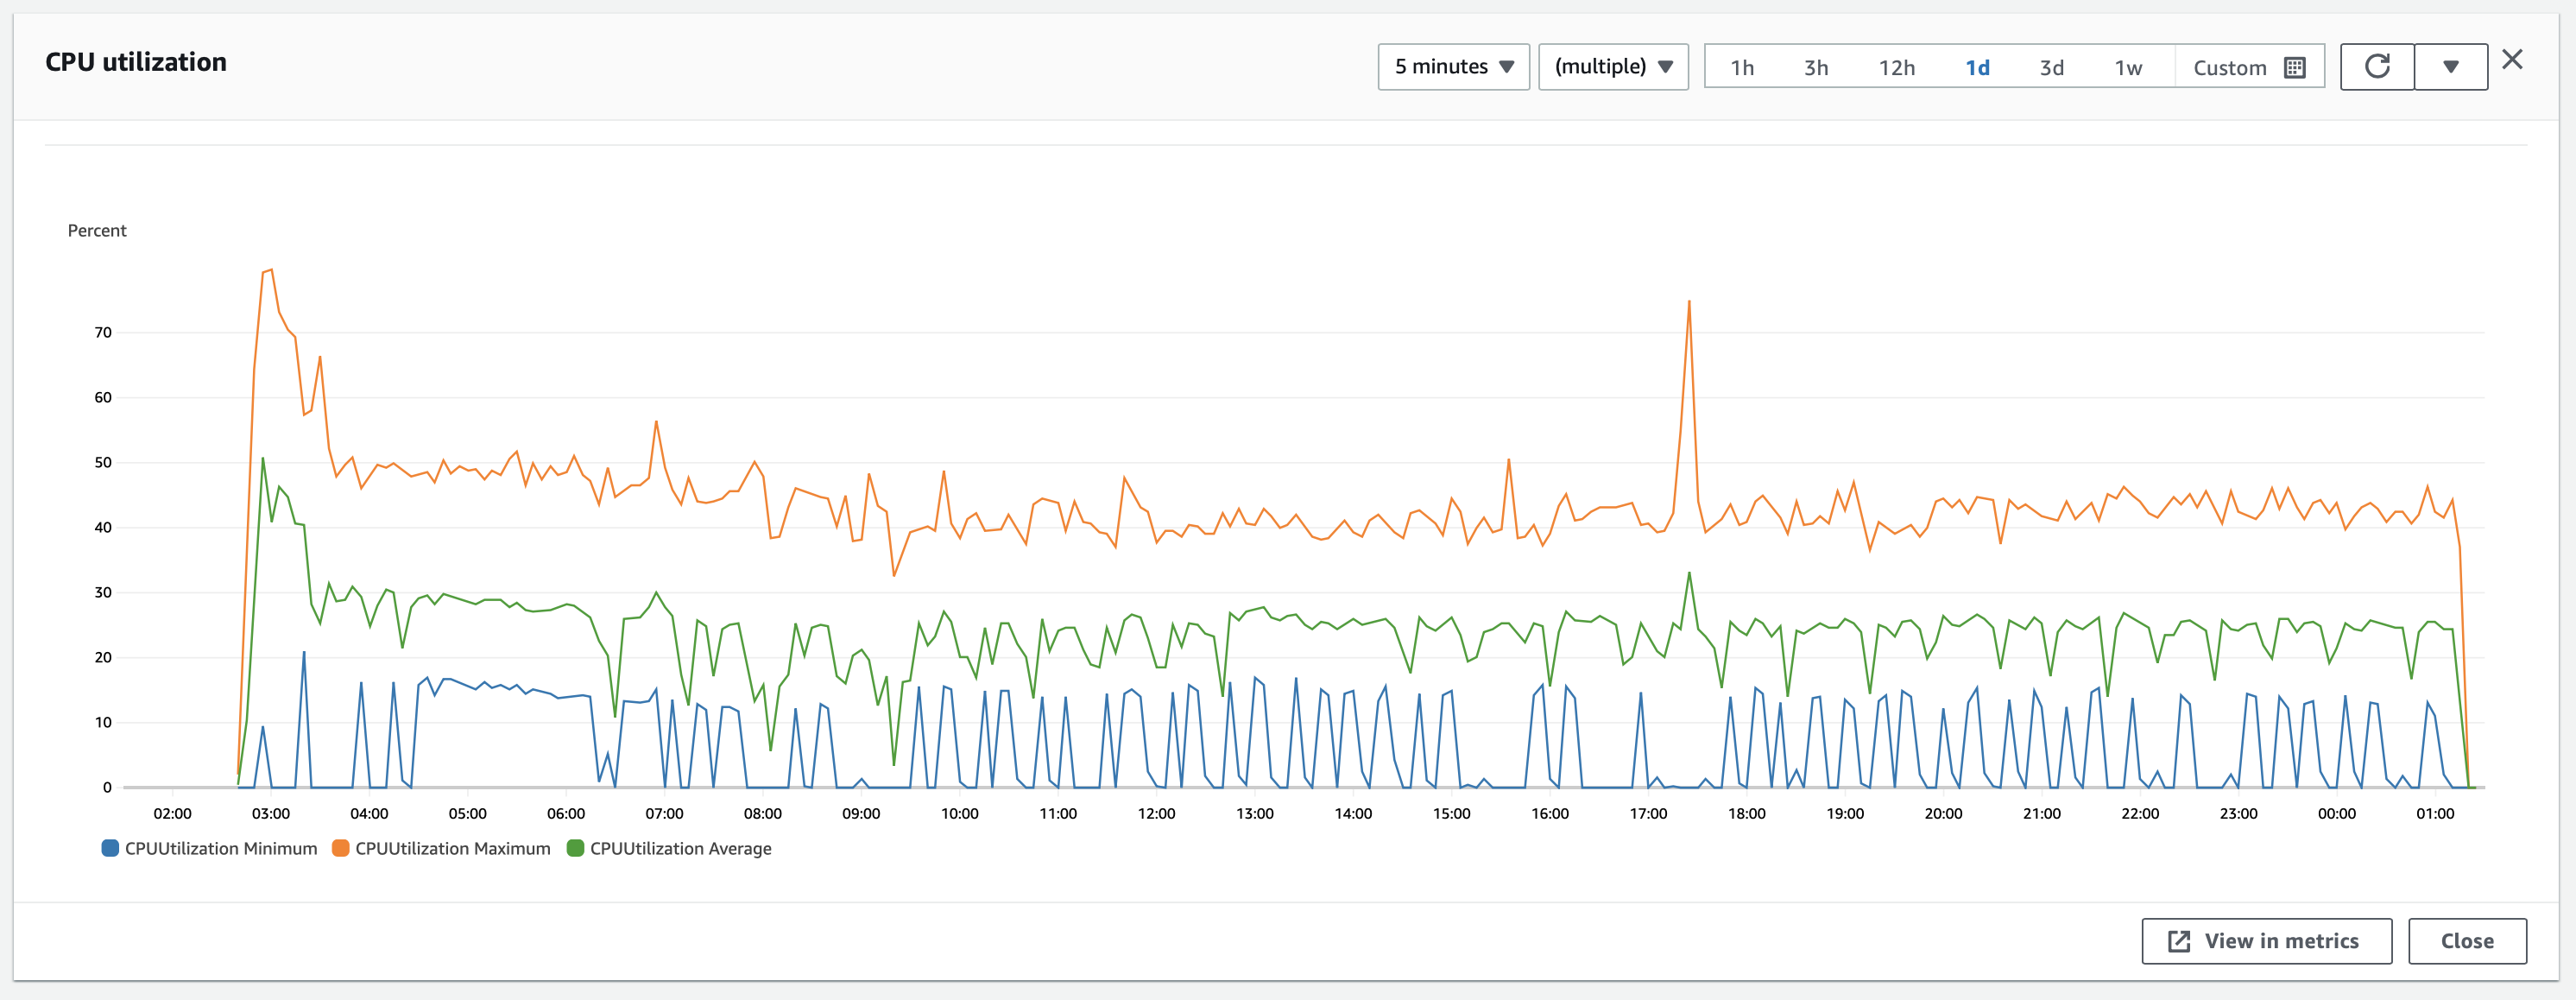 CPU utilization
5 minutes (multiple) 1h 3h 12h 1d 3d 1w Custom
Percent
70
60
50
40
30
20
10
0
02:00 03:00 04:00 05:00 06:00 07:00 08:00 09:00 10:00 11:00 12:00 13:00 14:00 15:00 16:00 17:00 18:00 19:00 20:00 21:00 22:00 23:00 00:00 01:00
CPUUtilization Minimum CPUUtilization Maximum CPUUtilization Average
View in metrics Close